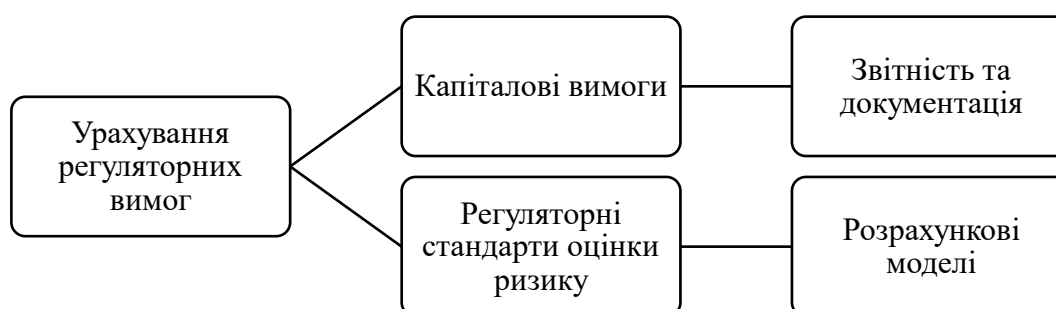 Урахування
регуляторних
вимог
Капіталові вимоги
Звітність та
документація
Регуляторні
стандарти оцінки
ризику
Розрахункові
моделі